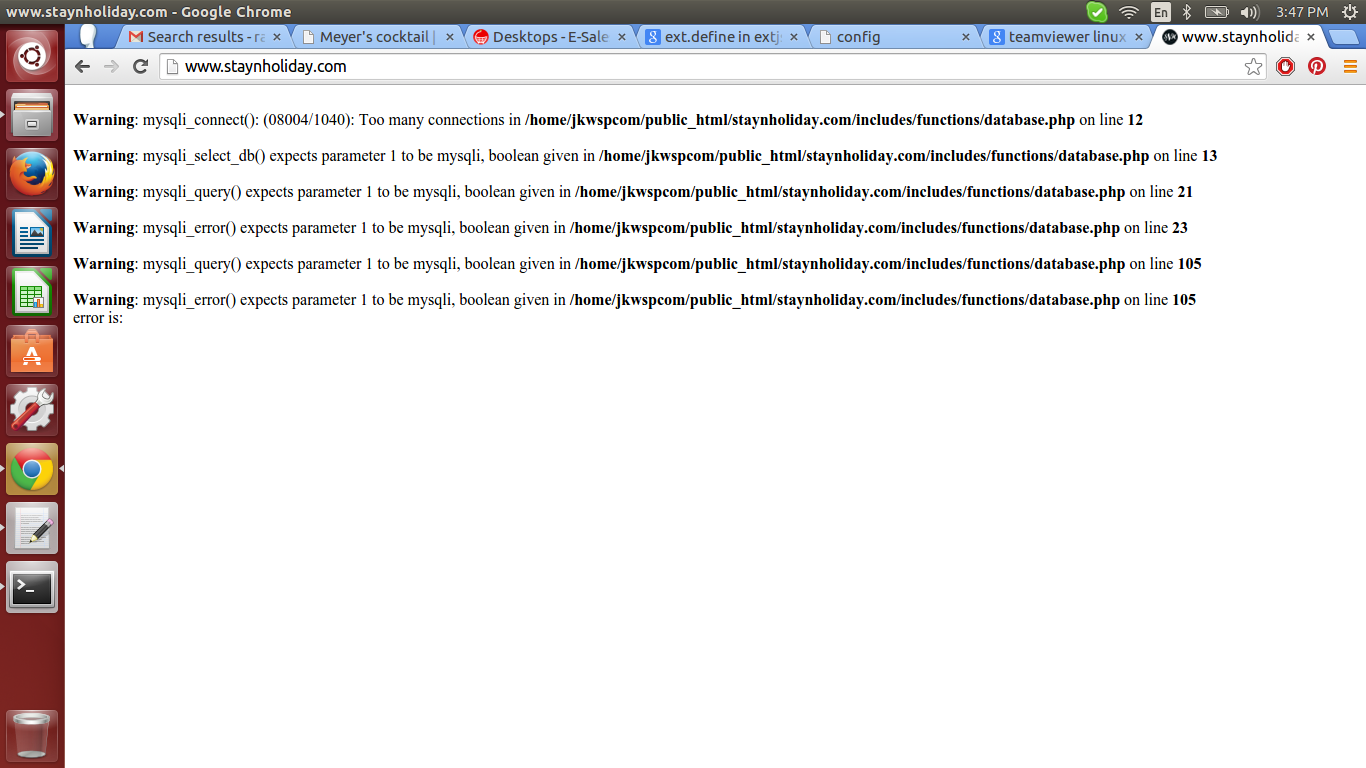 www.staynholiday.com - Google Chrome
En
3:47 PM
Search results - ra
Meyer's cocktail |
Desktops - E-Sale
ext.define in extj
config
teamviewer linux
www.staynholida
www.staynholiday.com
Warning: mysqli_connect(): (08004/1040): Too many connections in /home/jkwspcom/public_html/staynholiday.com/includes/functions/database.php on line 12
Warning: mysqli_select_db() expects parameter 1 to be mysqli, boolean given in /home/jkwspcom/public_html/staynholiday.com/includes/functions/database.php on line 13
Warning: mysqli_query() expects parameter 1 to be mysqli, boolean given in /home/jkwspcom/public_html/staynholiday.com/includes/functions/database.php on line 21
Warning: mysqli_error() expects parameter 1 to be mysqli, boolean given in /home/jkwspcom/public_html/staynholiday.com/includes/functions/database.php on line 23
Warning: mysqli_query() expects parameter 1 to be mysqli, boolean given in /home/jkwspcom/public_html/staynholiday.com/includes/functions/database.php on line 105
Warning: mysqli_error() expects parameter 1 to be mysqli, boolean given in /home/jkwspcom/public_html/staynholiday.com/includes/functions/database.php on line 105
error is: